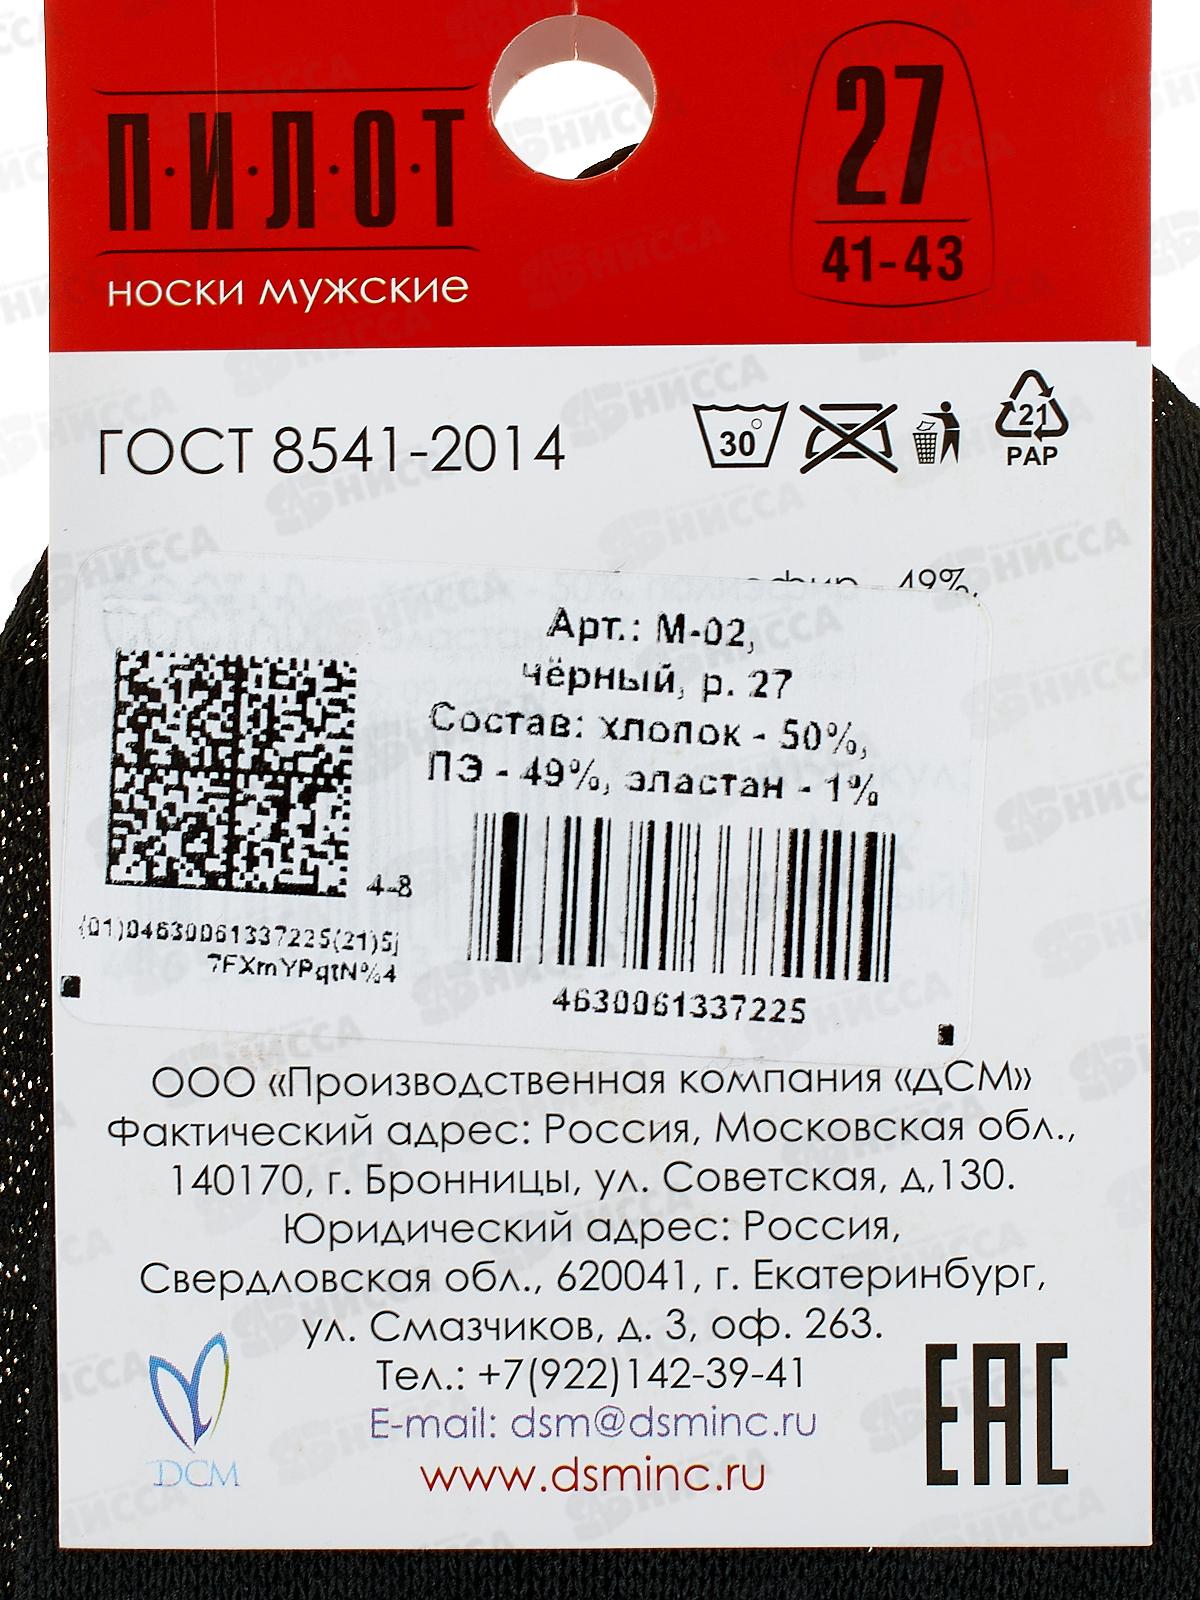 П·И·Л·О·Т
носки мужские
27
41-43
ГОСТ 8541-2014
30°
21
PAP
49%,
Арт.: М-02,
чёрный, р. 27
Состав: хлопок - 50%,
ПЭ - 49%, эластан - 1%
4-8
(01)04630061337225(21)5j
7FXmYPqtN%4
4630061337225
ООО «Производственная компания «ДСМ»
Фактический адрес: Россия, Московская обл.,
140170, г. Бронницы, ул. Советская, д,130.
Юридический адрес: Россия,
Свердловская обл., 620041, г. Екатеринбург,
ул. Смазчиков, д. 3, оф. 263.
Тел.: +7(922)142-39-41
E-mail: dsm@dsminc.ru
www.dsminc.ru
ДСМ
ЕАС
НИССА